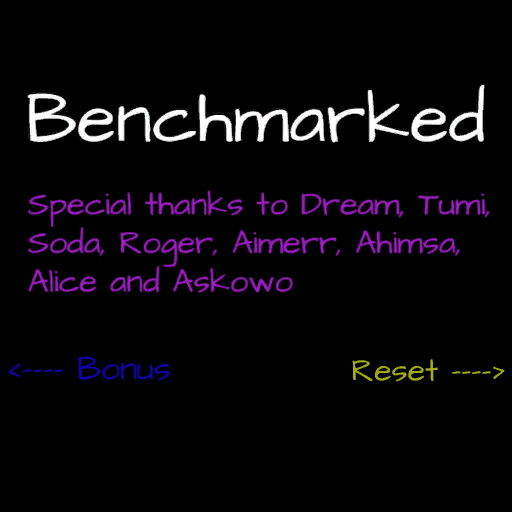 Benchmarked
Special thanks to Dream, Tumi,
Soda, Roger, Aimerr, Ahimsa,
Alice and Askowo
<---- Bonus
Reset ---->